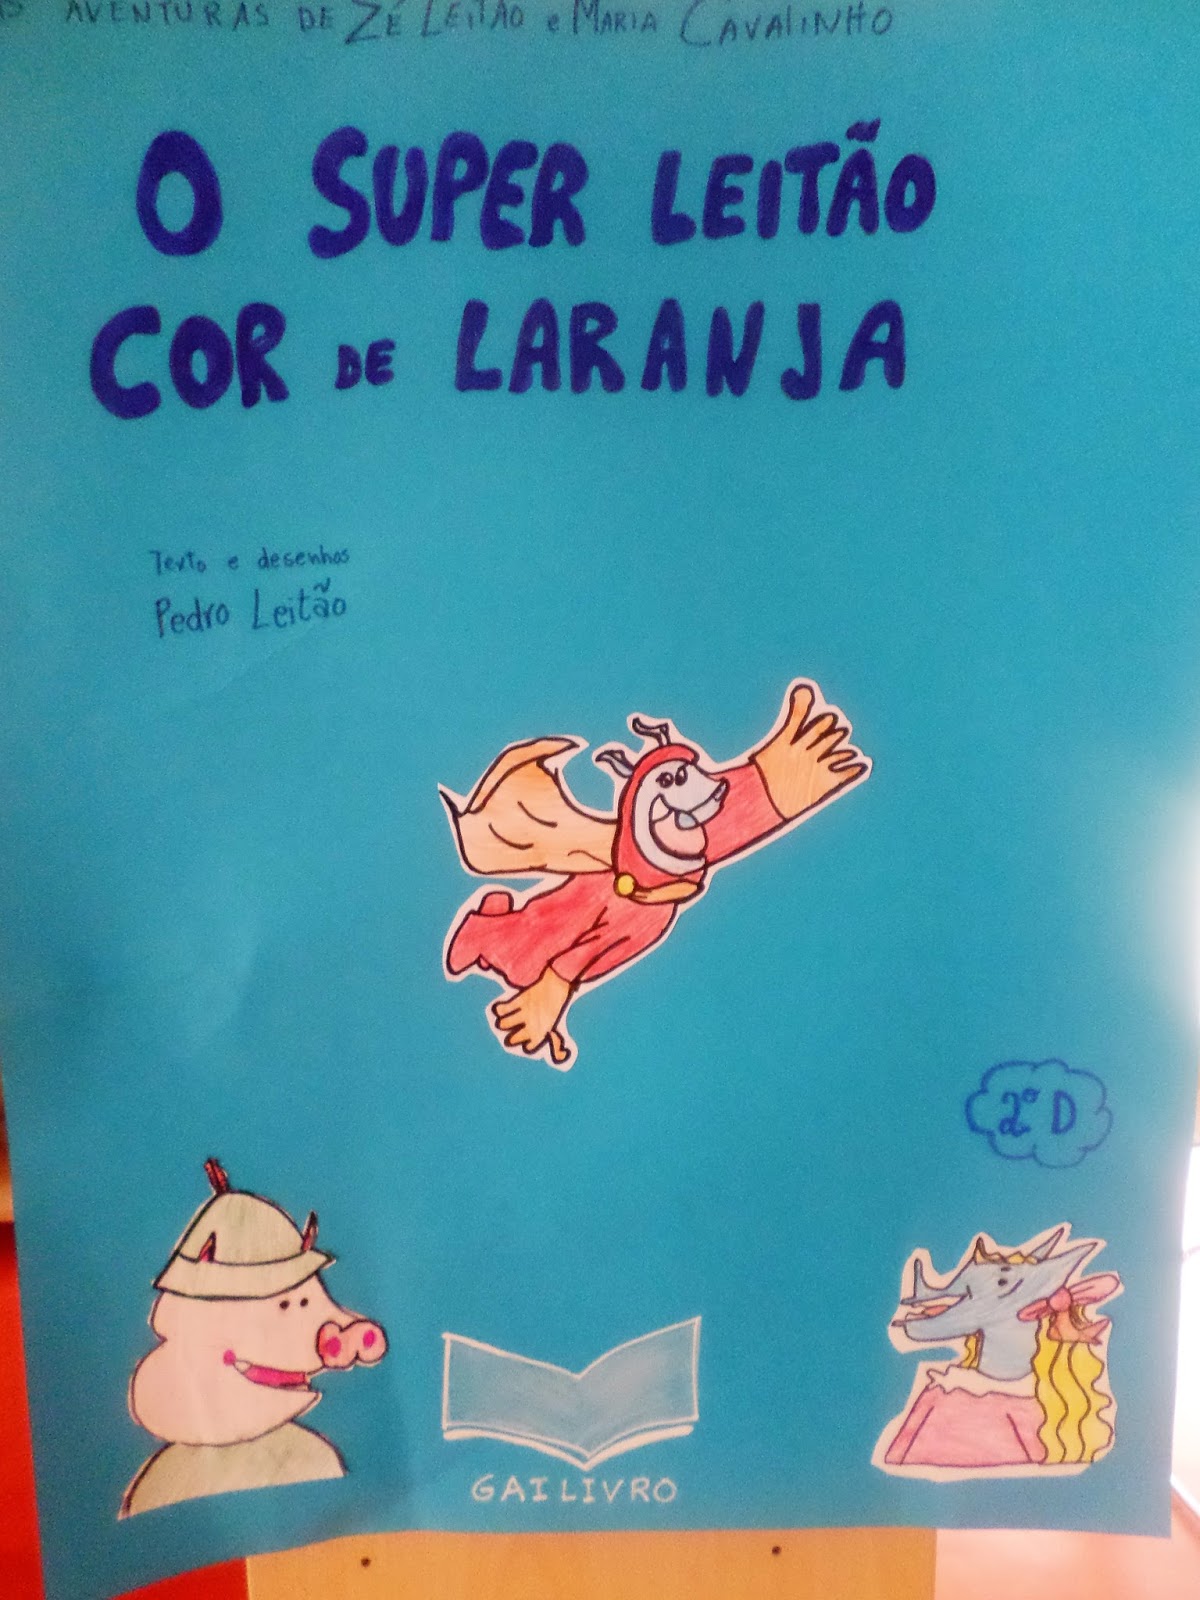 AVENTURAS DE ZÉ LEITÃO e MARIA CAVALINHO
O SUPER LEITÃO
COR DE LARANJA
Texto e desenhos
Pedro Leitão
2º D
GAILIVRO